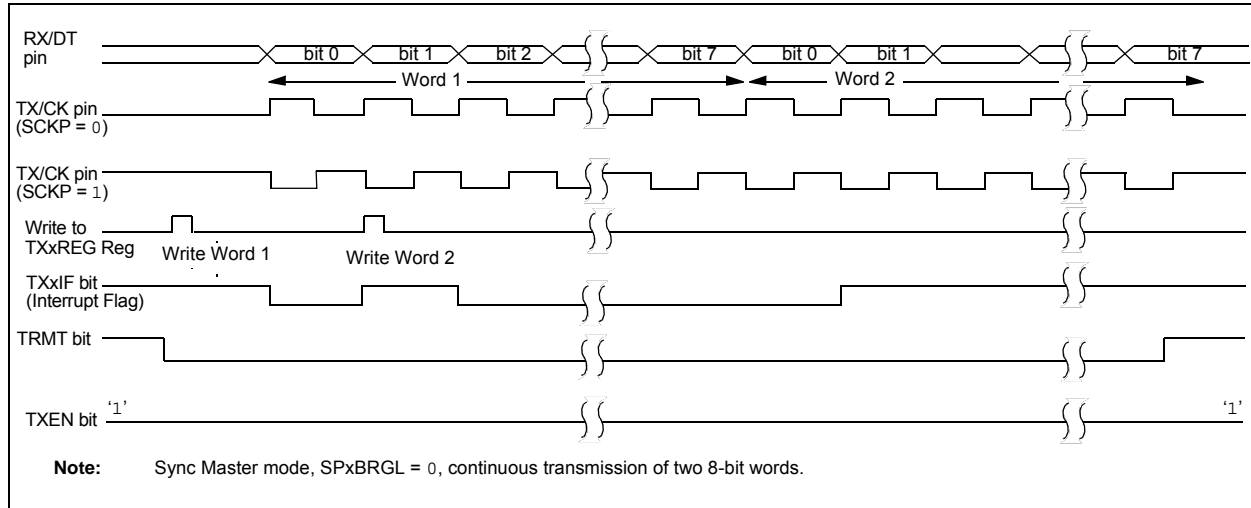 RX/DT
pin
bit 0 bit 1 bit 2 bit 7 bit 0 bit 1 bit 7
Word 1 Word 2
TX/CK pin
(SCKP = 0)
TX/CK pin
(SCKP = 1)
Write to
TXxREG Reg
Write Word 1 Write Word 2
TXxIF bit
(Interrupt Flag)
TRMT bit
TXEN bit ‘1’ ‘1’
Note: Sync Master mode, SPxBRGL = 0, continuous transmission of two 8-bit words.